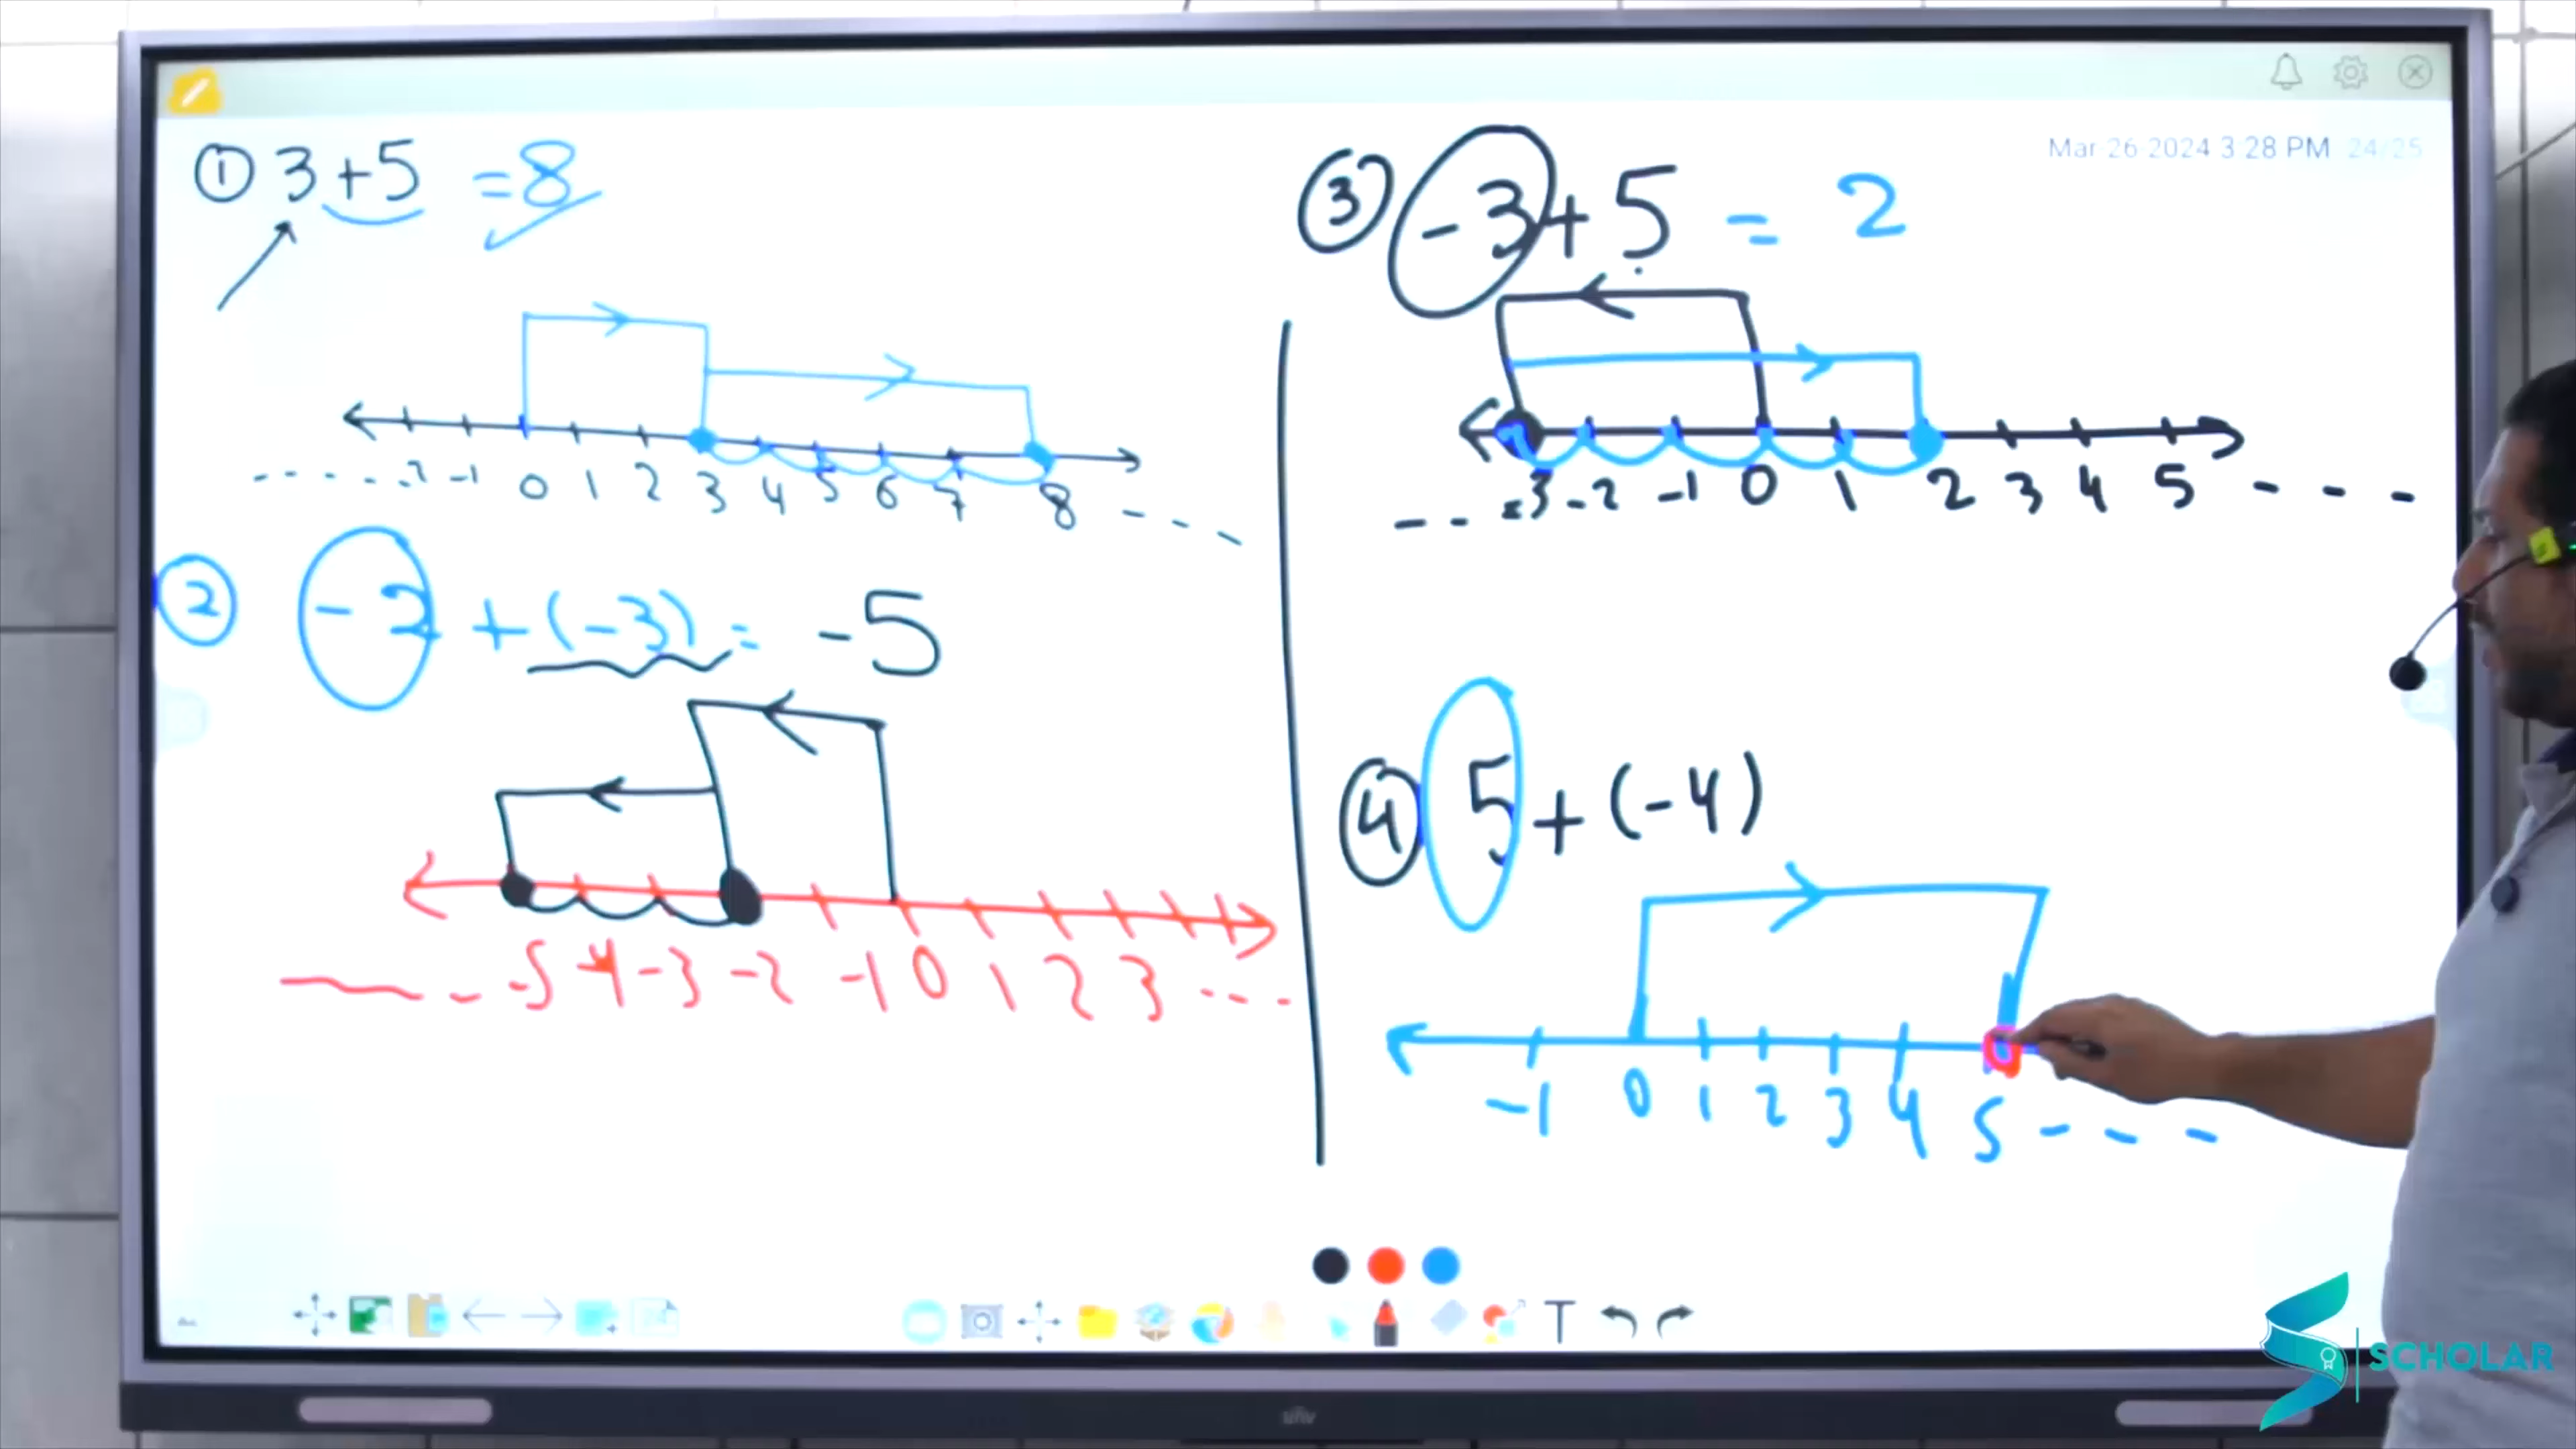 Mar 26 2024 3:28 PM 24/25
① 3+5 =8
- - - - - -2 -1 0 1 2 3 4 5 6 7 8 - - -
② -2 + (-3) = -5
- - -5 -4 -3 -2 -1 0 1 2 3 - - - -
③ -3+5 = 2
- - -3 -2 -1 0 1 2 3 4 5 - - -
④ 5+(-4)
-1 0 1 2 3 4 5 - - -
T
SCHOLAR